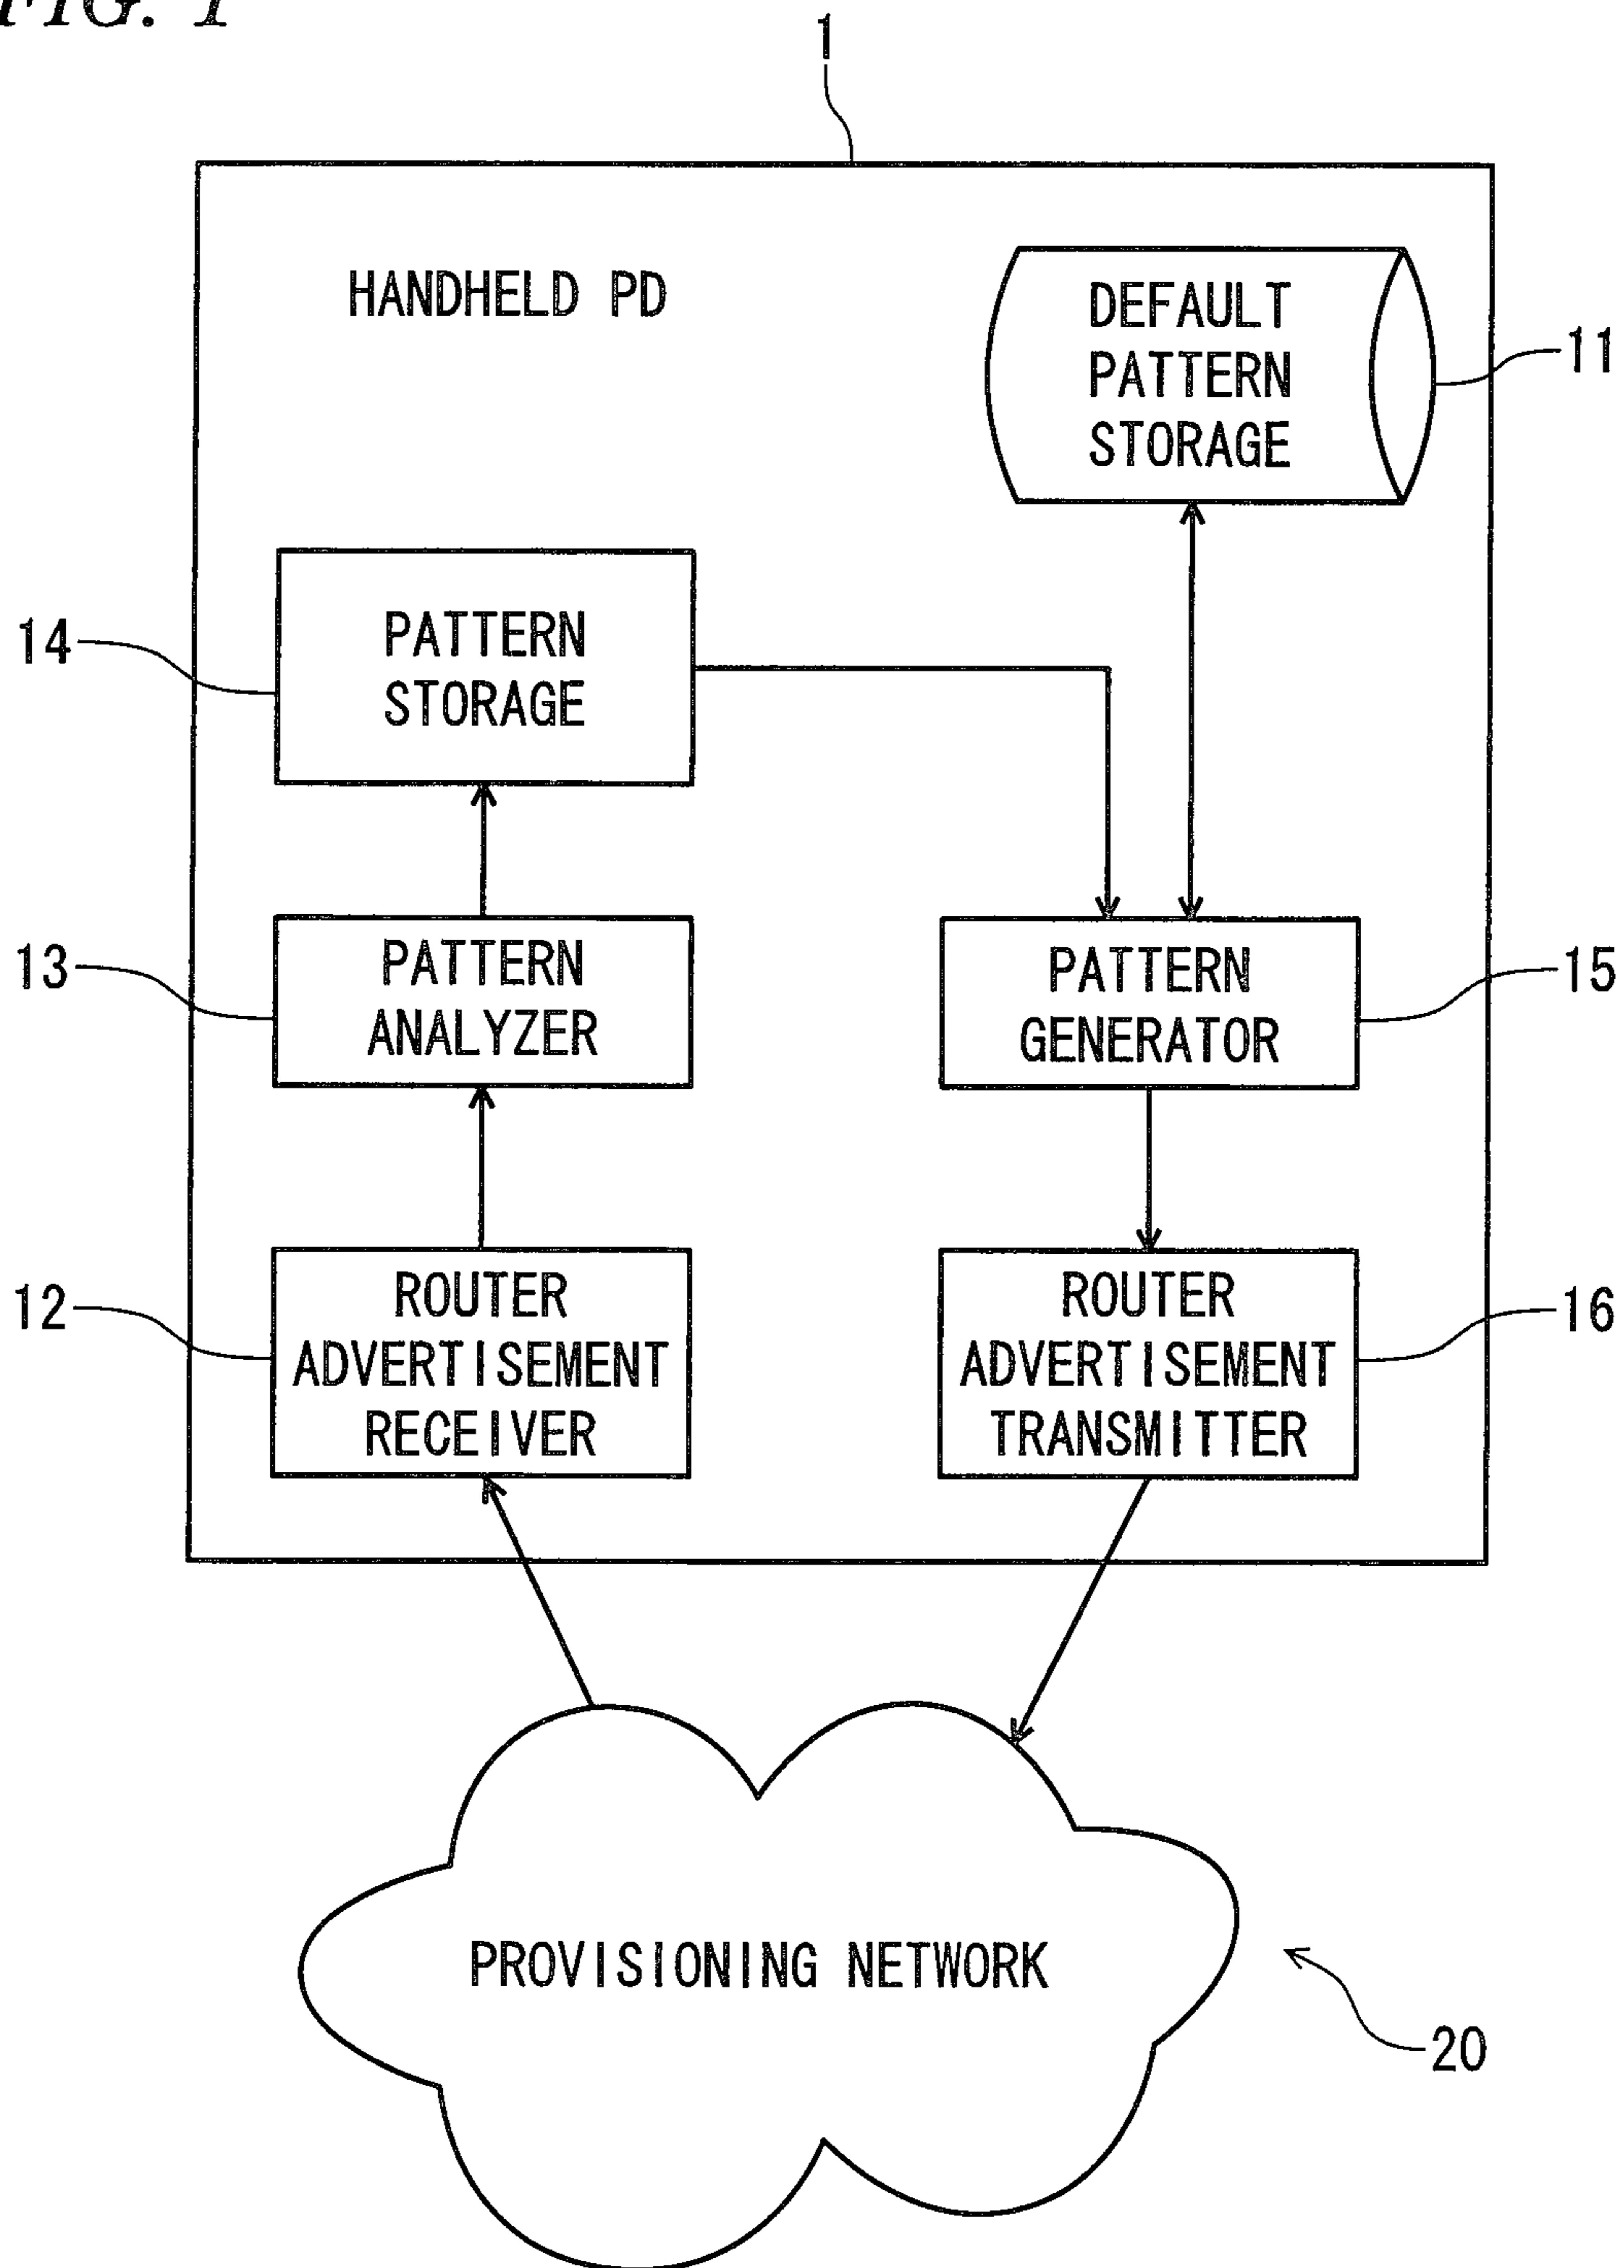 FIG. 1
1
HANDHELD PD
DEFAULT
PATTERN
STORAGE
11
14
PATTERN
STORAGE
13
PATTERN
ANALYZER
PATTERN
GENERATOR
15
12
ROUTER
ADVERTISEMENT
RECEIVER
ROUTER
ADVERTISEMENT
TRANSMITTER
16
PROVISIONING NETWORK
20